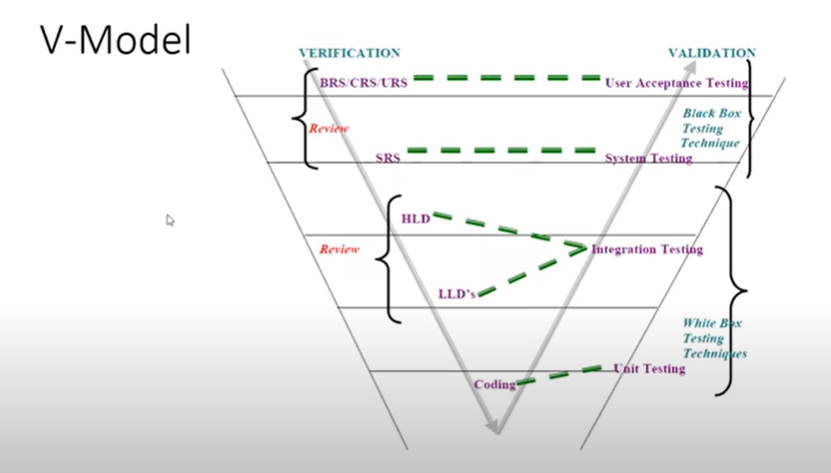 V-Model
VERIFICATION
VALIDATION
BRS/CRS/URS
User Acceptance Testing
Review
Black Box
Testing
Technique
SRS
System Testing
HLD
Review
Integration Testing
LLD's
White Box
Testing
Techniques
Coding
Unit Testing